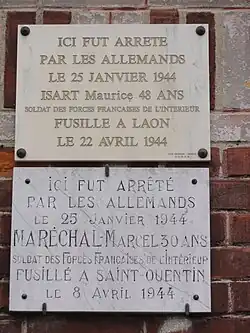 ICI FUT ARRETE
PAR LES ALLEMANDS
LE 25 JANVIER 1944
ISART Maurice 48 ANS
SOLDAT DES FORCES FRANCAISES DE L'INTERIEUR
FUSILLE A LAON
LE 22 AVRIL 1944
ICI FUT ARRÊTÉ
PAR LES ALLEMANDS
LE 25 JANVIER 1944
MARÉCHAL MARCEL 30 ANS
SOLDAT DES FORCES FRANÇAISES DE L'INTÉRIEUR
FUSILLÉ A SAINT-QUENTIN
LE 8 AVRIL 1944